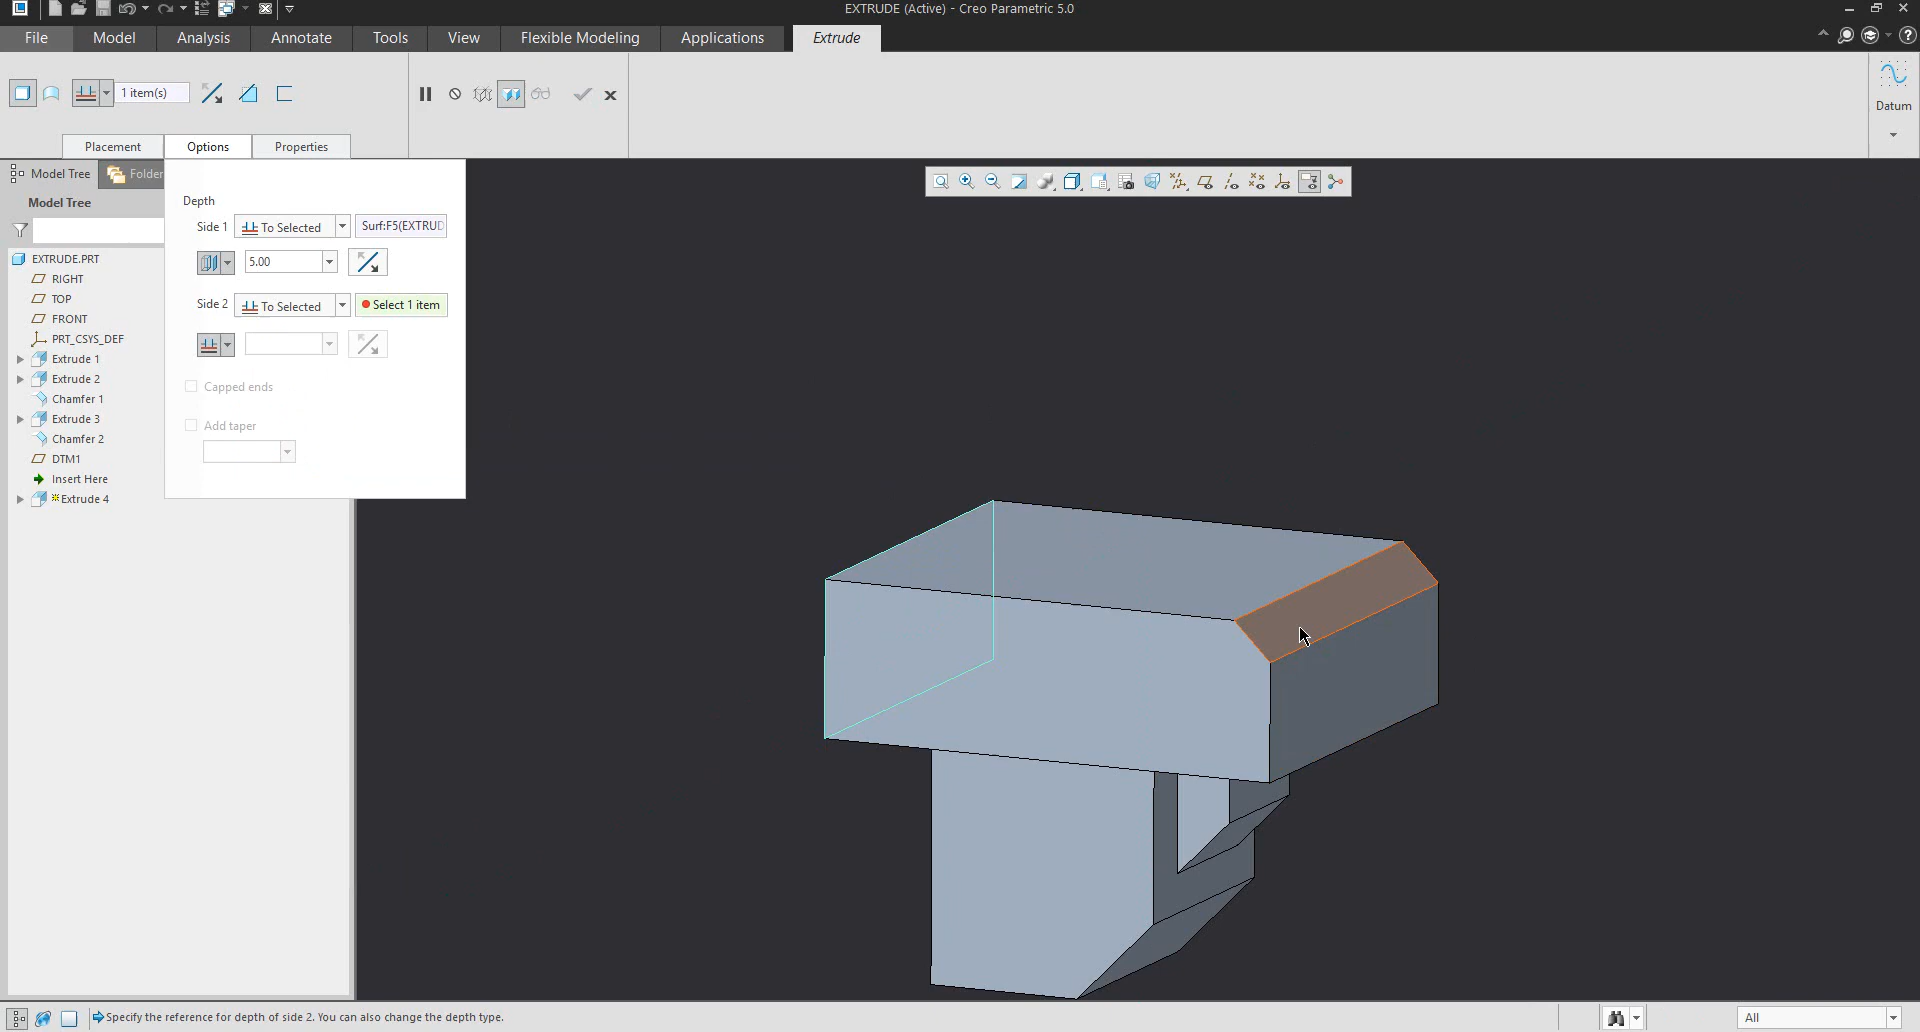 EXTRUDE (Active) - Creo Parametric 5.0
File Model Analysis Annotate Tools View Flexible Modeling Applications Extrude
1 item(s)
Datum
Placement Options Properties
Model Tree Folder
Model Tree
Depth
Side 1 To Selected Surf:F5(EXTRUD
5.00
Side 2 To Selected Select 1 item
Capped ends
Add taper
EXTRUDE.PRT
RIGHT
TOP
FRONT
PRT_CSYS_DEF
Extrude 1
Extrude 2
Chamfer 1
Extrude 3
Chamfer 2
DTM1
Insert Here
Extrude 4
Specify the reference for depth of side 2. You can also change the depth type.
All